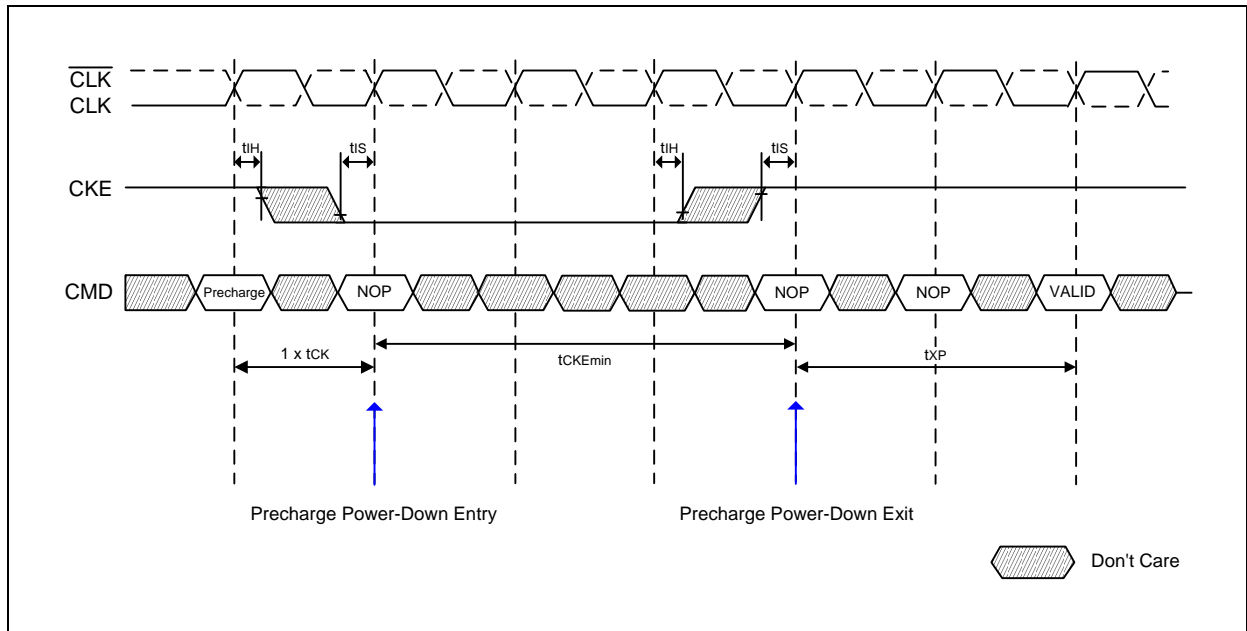 CLK
CLK
tIH
tIS
tIH
tIS
CKE
CMD
Precharge
NOP
NOP
NOP
VALID
1 x tCK
tCKEmin
tXP
Precharge Power-Down Entry
Precharge Power-Down Exit
Don't Care